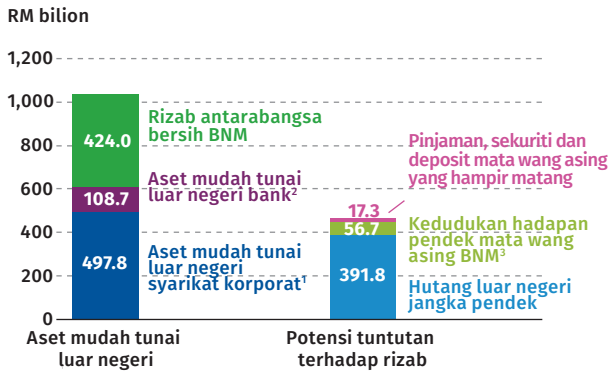 RM bilion
1,200
1,000
800
600
400
200
0
424.0
108.7
497.8
Rizab antarabangsa
bersih BNM
Aset mudah tunai
luar negeri bank²
Aset mudah tunai
luar negeri
syarikat korporat¹
17.3
56.7
391.8
Pinjaman, sekuriti dan
deposit mata wang asing
yang hampir matang
Kedudukan hadapan
pendek mata wang
asing BNM³
Hutang luar negeri
jangka pendek
Aset mudah tunai
luar negeri
Potensi tuntutan
terhadap rizab